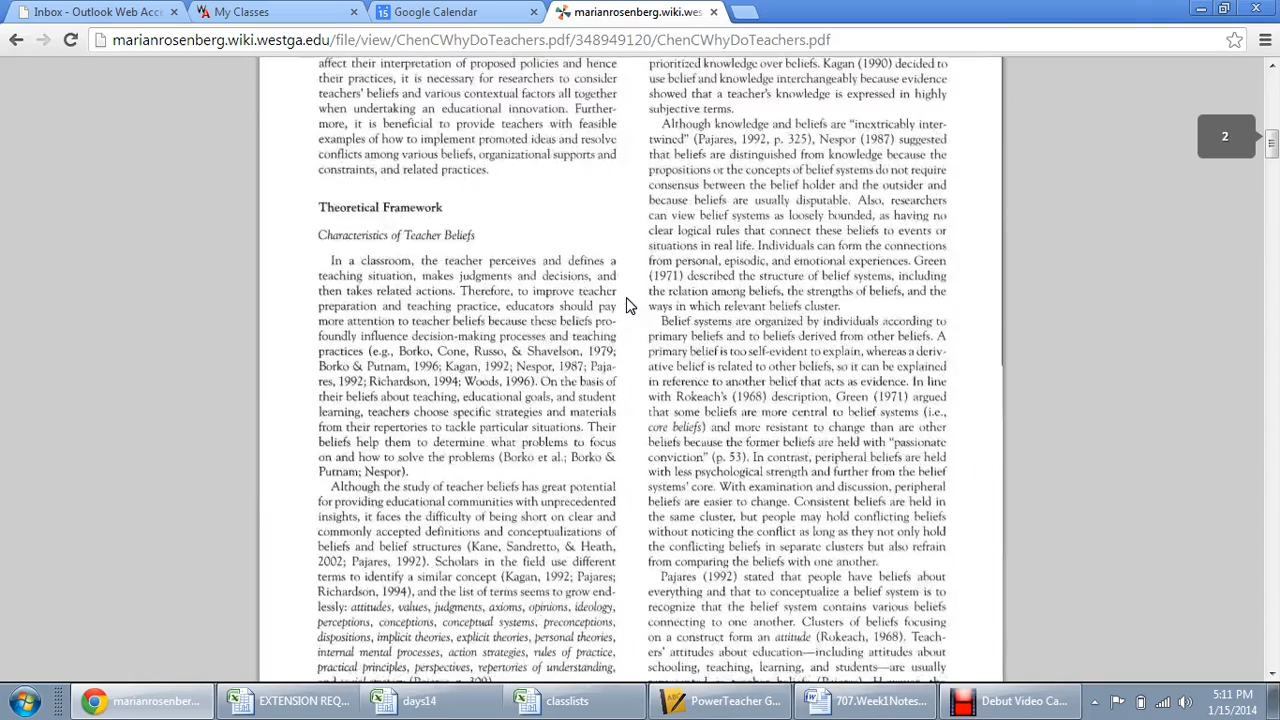 Inbox - Outlook Web Acce
My Classes
Google Calendar
marianrosenberg.wiki.wes
marianrosenberg.wiki.westga.edu/file/view/ChenCWhyDoTeachers.pdf/348949120/ChenCWhyDoTeachers.pdf
2
affect their interpretation of proposed policies and hence
their practices, it is necessary for researchers to consider
teachers' beliefs and various contextual factors all together
when undertaking an educational innovation. Further-
more, it is beneficial to provide teachers with feasible
examples of how to implement promoted ideas and resolve
conflicts among various beliefs, organizational supports and
constraints, and related practices.
Theoretical Framework
Characteristics of Teacher Beliefs
In a classroom, the teacher perceives and defines a
teaching situation, makes judgments and decisions, and
then takes related actions. Therefore, to improve teacher
preparation and teaching practice, educators should pay
more attention to teacher beliefs because these beliefs pro-
foundly influence decision-making processes and teaching
practices (e.g., Borko, Cone, Russo, & Shavelson, 1979;
Borko & Putnam, 1996; Kagan, 1992; Nespor, 1987; Paja-
res, 1992; Richardson, 1994; Woods, 1996). On the basis of
their beliefs about teaching, educational goals, and student
learning, teachers choose specific strategies and materials
from their repertories to tackle particular situations. Their
beliefs help them to determine what problems to focus
on and how to solve the problems (Borko et al.; Borko &
Putnam; Nespor).
Although the study of teacher beliefs has great potential
for providing educational communities with unprecedented
insights, it faces the difficulty of being short on clear and
commonly accepted definitions and conceptualizations of
beliefs and belief structures (Kane, Sandretto, & Heath,
2002; Pajares, 1992). Scholars in the field use different
terms to identify a similar concept (Kagan, 1992; Pajares;
Richardson, 1994), and the list of terms seems to grow end-
lessly: attitudes, values, judgments, axioms, opinions, ideology,
perceptions, conceptions, conceptual systems, preconceptions,
dispositions, implicit theories, explicit theories, personal theories,
internal mental processes, action strategies, rules of practice,
practical principles, perspectives, repertories of understanding,
prioritized knowledge over beliefs. Kagan (1990) decided to
use belief and knowledge interchangeably because evidence
showed that a teacher's knowledge is expressed in highly
subjective terms.
Although knowledge and beliefs are "inextricably inter-
twined" (Pajares, 1992, p. 325), Nespor (1987) suggested
that beliefs are distinguished from knowledge because the
propositions or the concepts of belief systems do not require
consensus between the belief holder and the outsider and
because beliefs are usually disputable. Also, researchers
can view belief systems as loosely bounded, as having no
clear logical rules that connect these beliefs to events or
situations in real life. Individuals can form the connections
from personal, episodic, and emotional experiences. Green
(1971) described the structure of belief systems, including
the relation among beliefs, the strengths of beliefs, and the
ways in which relevant beliefs cluster.
Belief systems are organized by individuals according to
primary beliefs and to beliefs derived from other beliefs. A
primary belief is too self-evident to explain, whereas a deriv-
ative belief is related to other beliefs, so it can be explained
in reference to another belief that acts as evidence. In line
with Rokeach's (1968) description, Green (1971) argued
that some beliefs are more central to belief systems (i.e.,
core beliefs) and more resistant to change than are other
beliefs because the former beliefs are held with "passionate
conviction" (p. 53). In contrast, peripheral beliefs are held
with less psychological strength and further from the belief
systems' core. With examination and discussion, peripheral
beliefs are easier to change. Consistent beliefs are held in
the same cluster, but people may hold conflicting beliefs
without noticing the conflict as long as they not only hold
the conflicting beliefs in separate clusters but also refrain
from comparing the beliefs with one another.
Pajares (1992) stated that people have beliefs about
everything and that to conceptualize a belief system is to
recognize that the belief system contains various beliefs
connecting to one another. Clusters of beliefs focusing
on a construct form an attitude (Rokeach, 1968). Teach-
ers' attitudes about education—including attitudes about
schooling, teaching, learning, and students—are usually
marianrosenber...
EXTENSION REQ...
days14
classlists
PowerTeacher G...
707.Week1Notes...
Debut Video Ca...
5:11 PM
1/15/2014